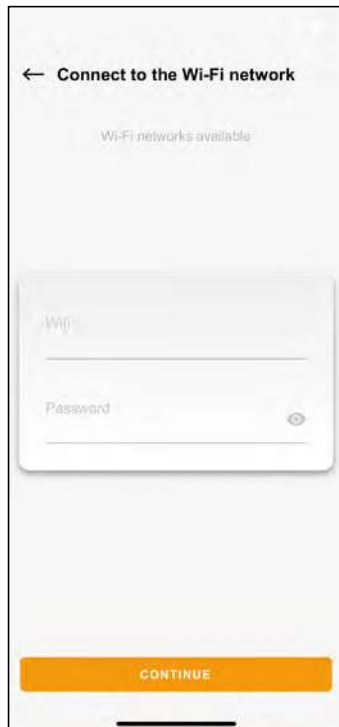 Connect to the Wi-Fi network
Wi-Fi networks available
Wifi
Password
CONTINUE